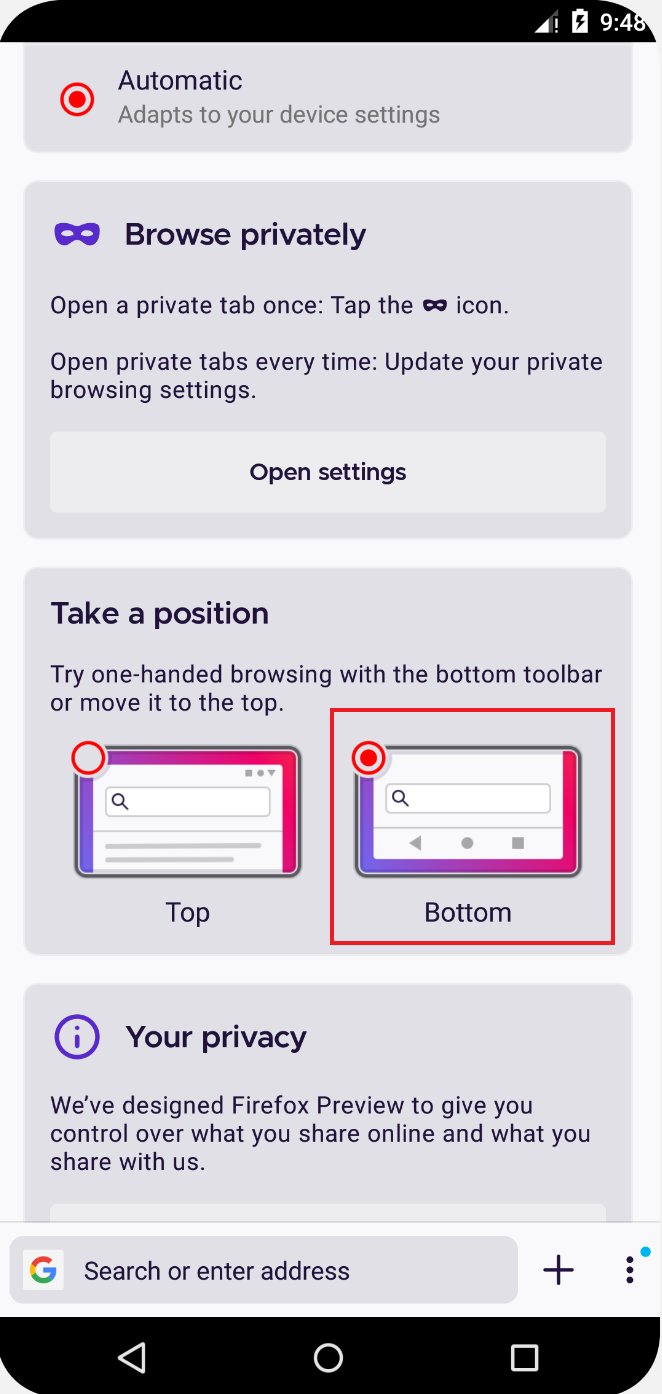 9:48
Automatic
Adapts to your device settings
Browse privately
Open a private tab once: Tap the icon.
Open private tabs every time: Update your private
browsing settings.
Open settings
Take a position
Try one-handed browsing with the bottom toolbar
or move it to the top.
Top
Bottom
Your privacy
We've designed Firefox Preview to give you
control over what you share online and what you
share with us.
G Search or enter address